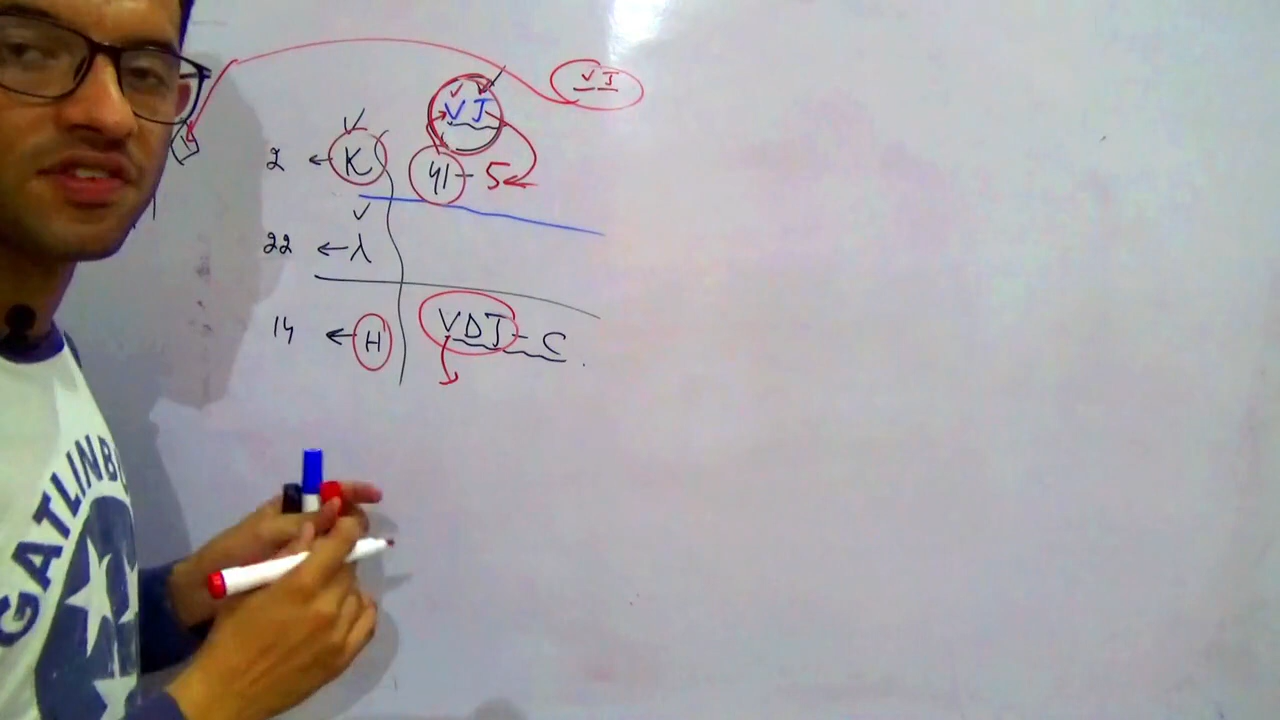 VJ
VJ
2 ← K 41 - 5
22 ← λ
14 ← H VDJ - C
GATLINB